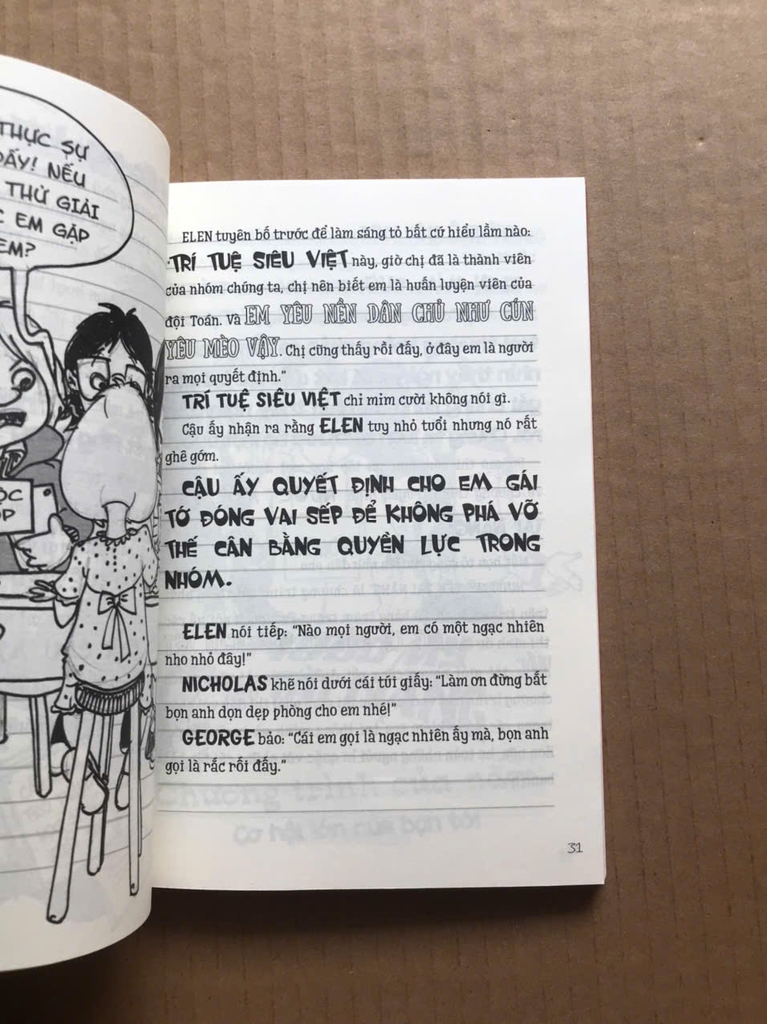 THỰC SỰ
ĐẤY! NẾU
THỬ GIẢI
EM GẶP
EM?
ELEN tuyên bố trước để làm sáng tỏ bất cứ hiểu lầm nào:
"TRÍ TUỆ SIÊU VIỆT này, giờ chị đã là thành viên
của nhóm chúng ta, chị nên biết em là huấn luyện viên của
đội Toán. Và EM YÊU NỀN DÂN CHỦ NHƯ CÚN
YÊU MÈO VẬY. Chị cũng thấy rồi đấy, ở đây em là người
ra mọi quyết định."
TRÍ TUỆ SIÊU VIỆT chỉ mỉm cười không nói gì.
Cậu ấy nhận ra rằng ELEN tuy nhỏ tuổi nhưng nó rất
ghê gớm.
CẬU ẤY QUYẾT ĐỊNH CHO EM GÁI
TỚ ĐÓNG VAI SẾP ĐỂ KHÔNG PHÁ VỠ
THẾ CÂN BẰNG QUYỀN LỰC TRONG
NHÓM.
ELEN nói tiếp: "Nào mọi người, em có một ngạc nhiên
nho nhỏ đây!"
NICHOLAS khẽ nói dưới cái túi giấy: "Làm ơn đừng bắt
bọn anh dọn dẹp phòng cho em nhé!"
GEORGE bảo: "Cái em gọi là ngạc nhiên ấy mà, bọn anh
gọi là rắc rối đấy."
Cơ hội lớn của bọn tôi
31